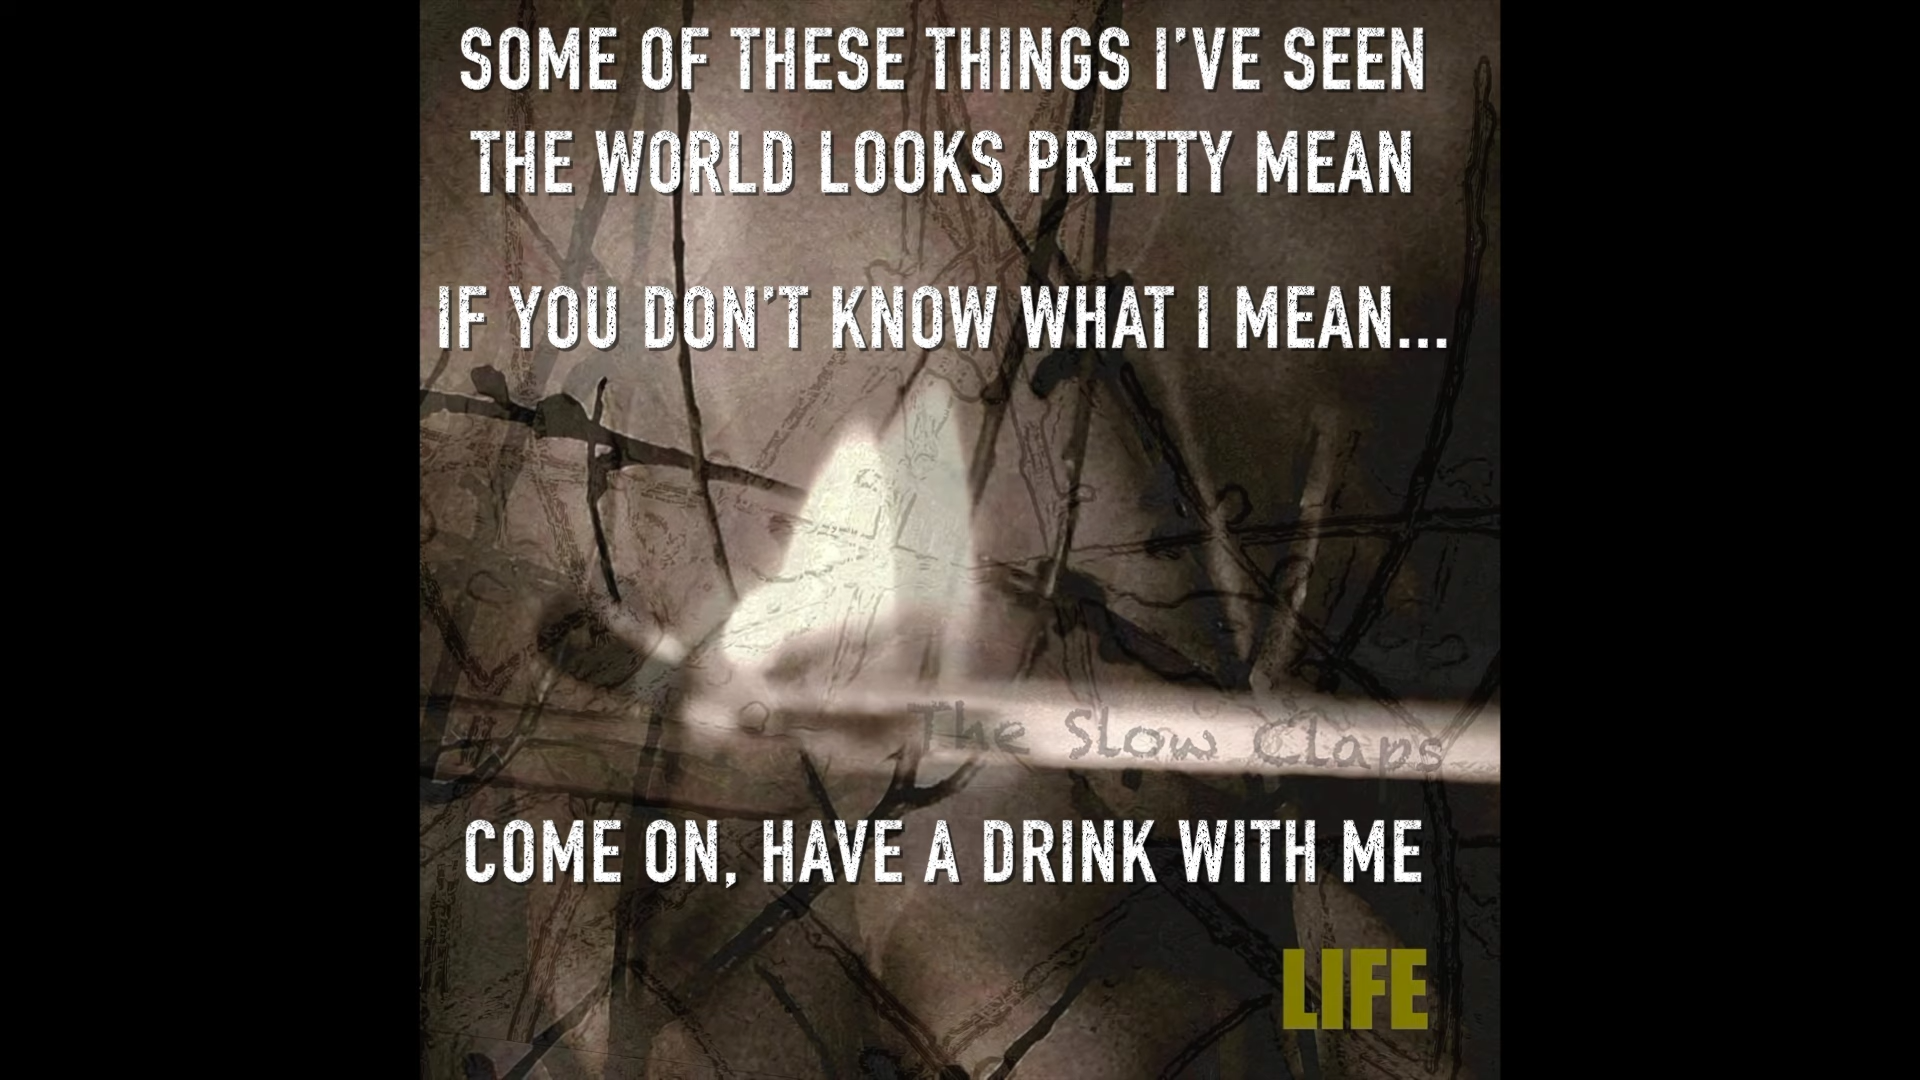 SOME OF THESE THINGS I'VE SEEN
THE WORLD LOOKS PRETTY MEAN
IF YOU DON'T KNOW WHAT I MEAN...
The Slow Claps
COME ON, HAVE A DRINK WITH ME
LIFE